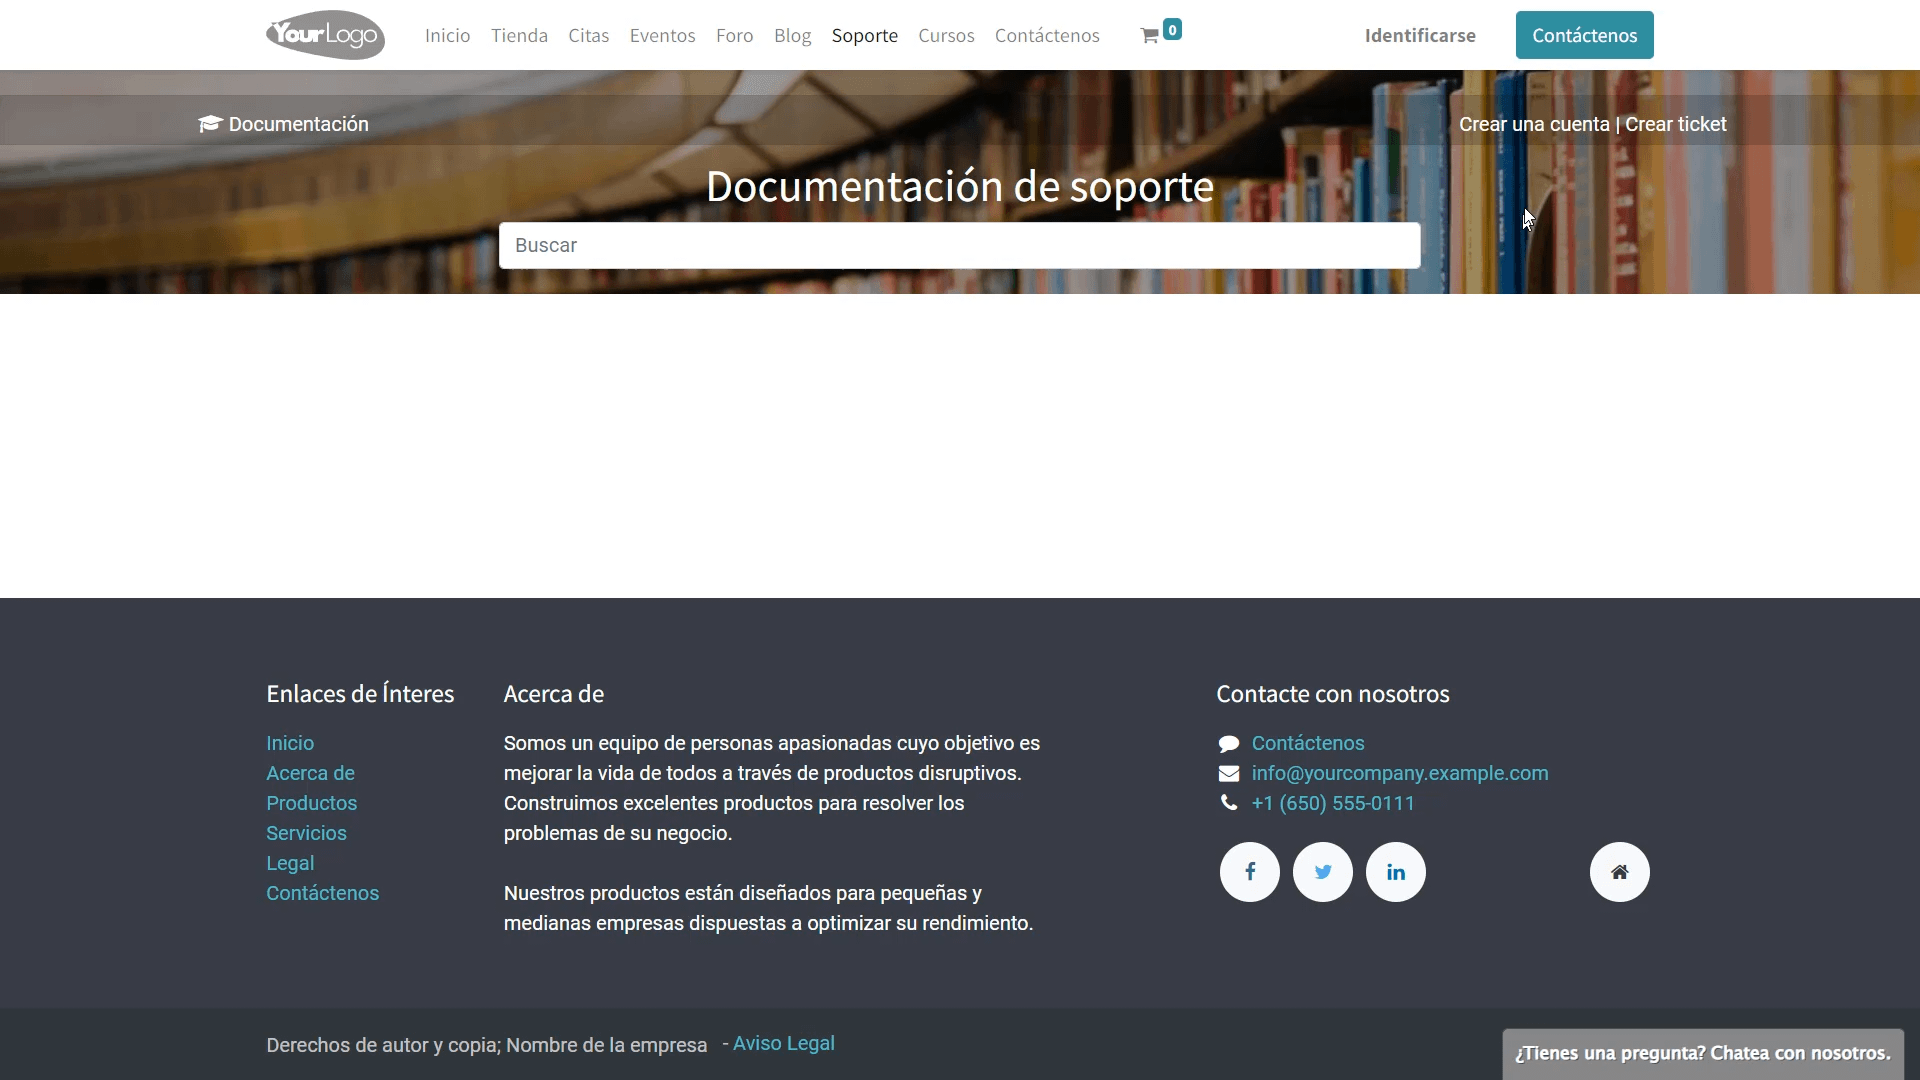 YourLogo Inicio Tienda Citas Eventos Foro Blog Soporte Cursos Contáctenos 0 Identificarse Contáctenos
Documentación Crear una cuenta | Crear ticket
Documentación de soporte
Buscar
Enlaces de Ínteres
Inicio
Acerca de
Productos
Servicios
Legal
Contáctenos
Acerca de
Somos un equipo de personas apasionadas cuyo objetivo es
mejorar la vida de todos a través de productos disruptivos.
Construimos excelentes productos para resolver los
problemas de su negocio.
Nuestros productos están diseñados para pequeñas y
medianas empresas dispuestas a optimizar su rendimiento.
Contacte con nosotros
Contáctenos
info@yourcompany.example.com
+1 (650) 555-0111
Derechos de autor y copia; Nombre de la empresa - Aviso Legal
¿Tienes una pregunta? Chatea con nosotros.